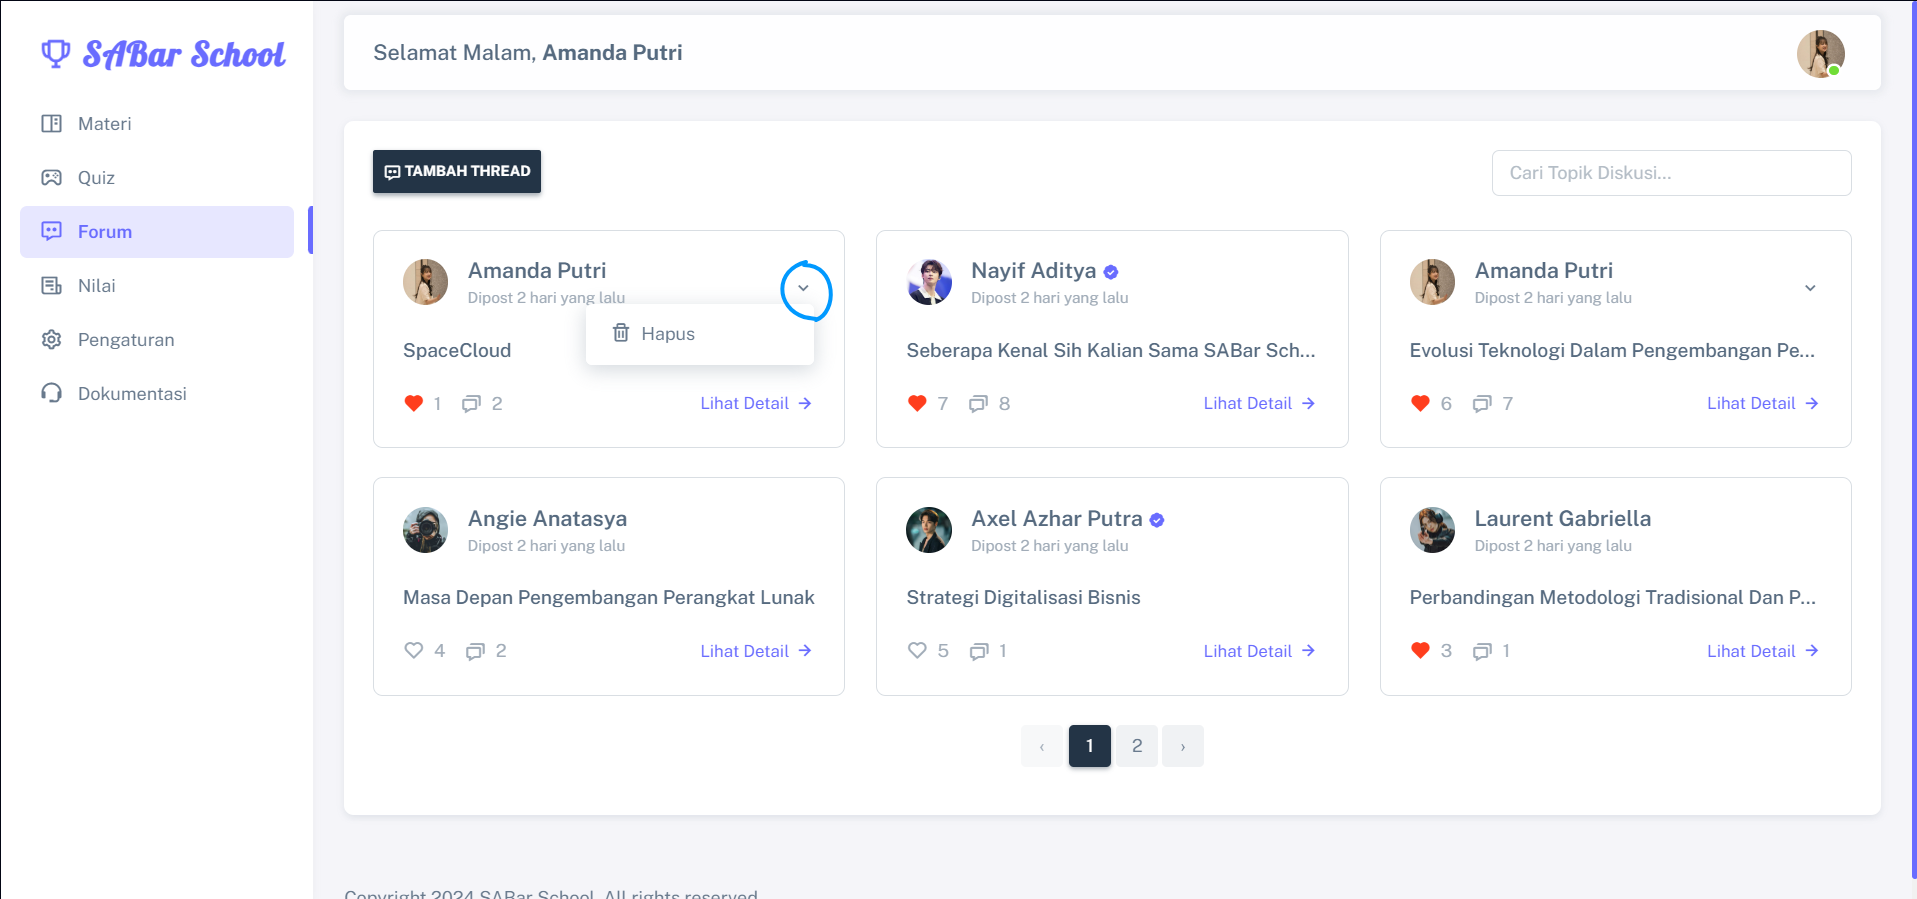 SABar School
Materi
Quiz
Forum
Nilai
Pengaturan
Dokumentasi
Selamat Malam, Amanda Putri
TAMBAH THREAD
Cari Topik Diskusi...
Amanda Putri
Dipost 2 hari yang lalu
Hapus
SpaceCloud
1 2
Lihat Detail
Nayif Aditya
Dipost 2 hari yang lalu
Seberapa Kenal Sih Kalian Sama SABar Sch...
7 8
Lihat Detail
Amanda Putri
Dipost 2 hari yang lalu
Evolusi Teknologi Dalam Pengembangan Pe...
6 7
Lihat Detail
Angie Anatasya
Dipost 2 hari yang lalu
Masa Depan Pengembangan Perangkat Lunak
4 2
Lihat Detail
Axel Azhar Putra
Dipost 2 hari yang lalu
Strategi Digitalisasi Bisnis
5 1
Lihat Detail
Laurent Gabriella
Dipost 2 hari yang lalu
Perbandingan Metodologi Tradisional Dan P...
3 1
Lihat Detail
‹ 1 2 ›
Copyright 2024 SABar School. All rights reserved